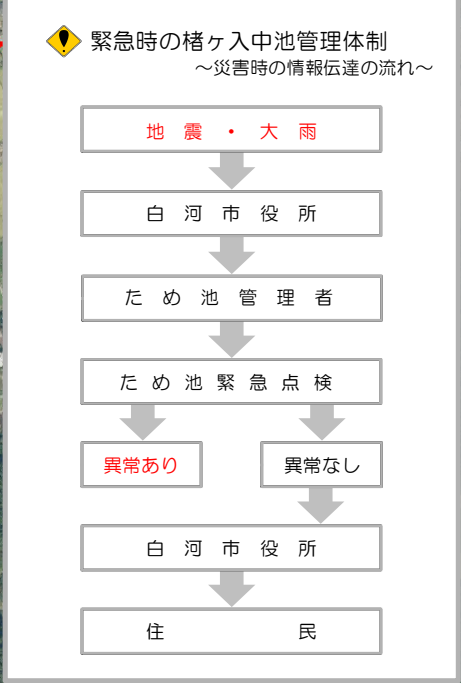 緊急時の楮ヶ入中池管理体制
～災害時の情報伝達の流れ～
地震・大雨
白河市役所
ため池管理者
ため池緊急点検
異常あり 異常なし
白河市役所
住民